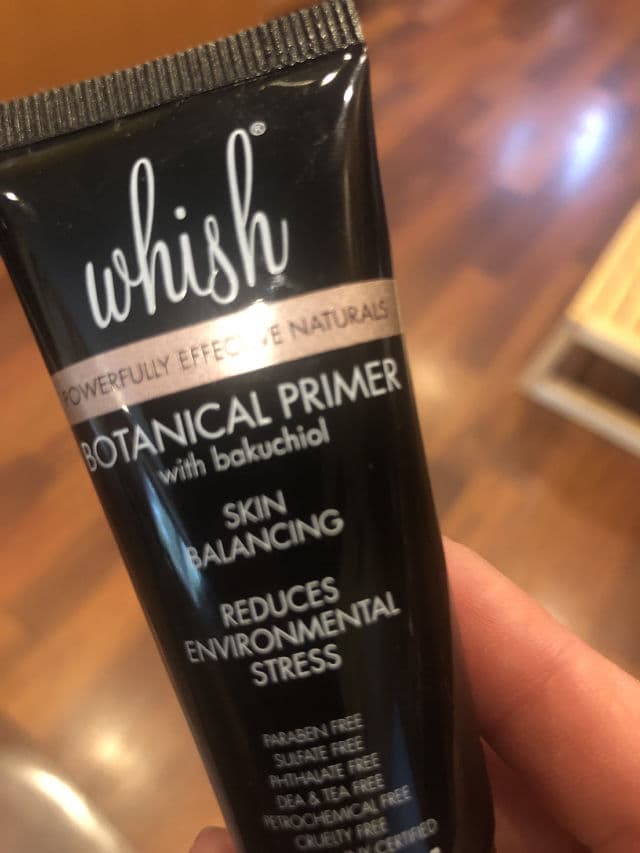 whish®
POWERFULLY EFFECTIVE NATURALS
BOTANICAL PRIMER
with bakuchiol
SKIN
BALANCING
REDUCES
ENVIRONMENTAL
STRESS
PARABEN FREE
SULFATE FREE
PHTHALATE FREE
DEA & TEA FREE
PETROCHEMICAL FREE
CRUELTY FREE
CERTIFIED